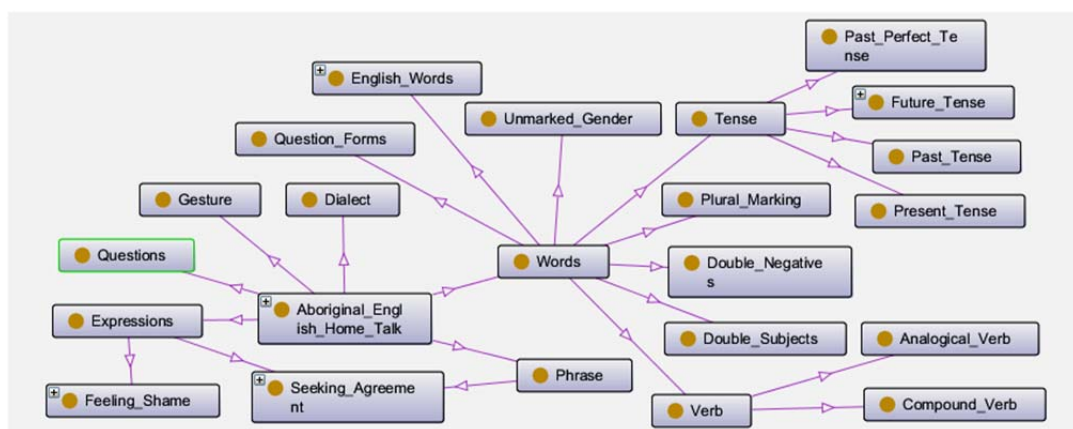 Past_Perfect_Te
nse
English_Words
Future_Tense
Unmarked_Gender
Tense
Question_Forms
Past_Tense
Gesture
Dialect
Plural_Marking
Present_Tense
Questions
Words
Double_Negative
s
Expressions
Aboriginal_Engl
ish_Home_Talk
Double_Subjects
Analogical_Verb
Feeling_Shame
Seeking_Agreeme
nt
Phrase
Verb
Compound_Verb